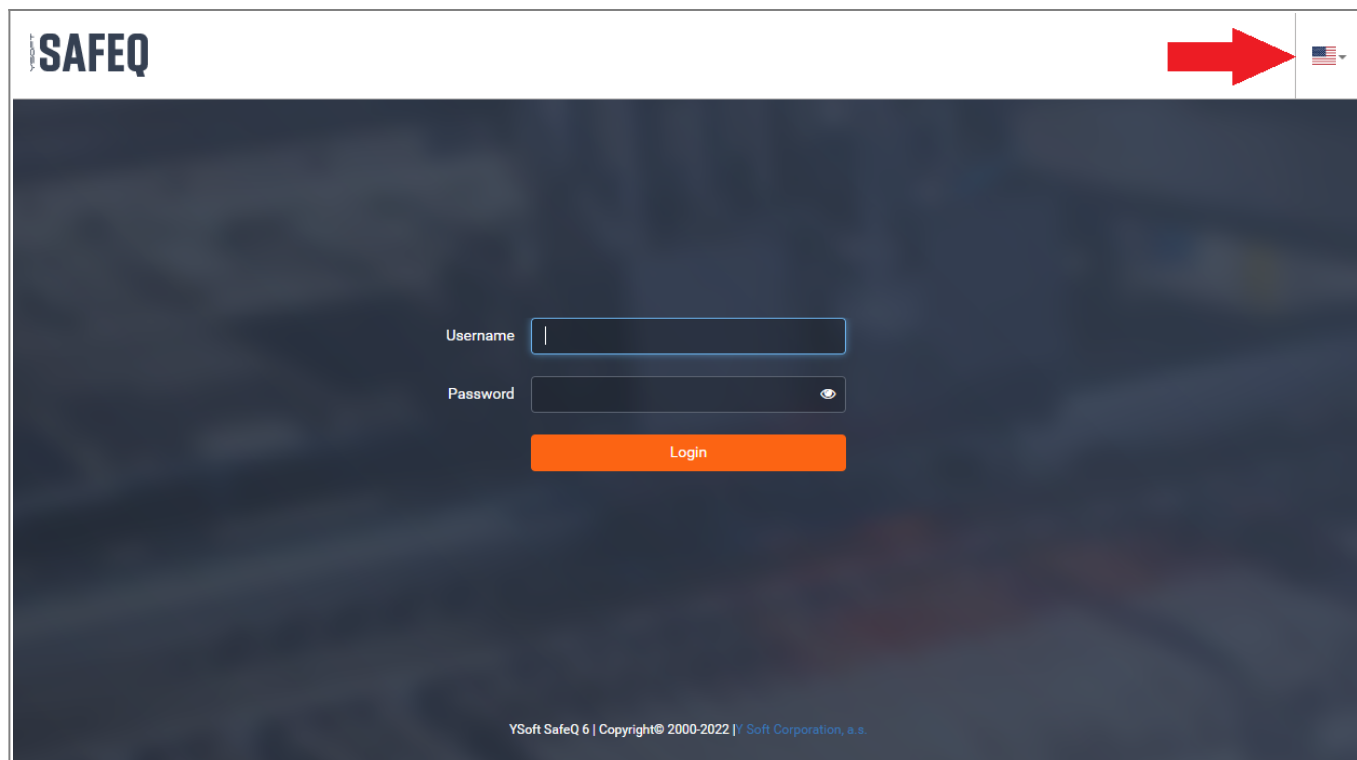 YSOFT SAFEQ
Username
Password
Login
YSoft SafeQ 6 | Copyright© 2000-2022 |Y Soft Corporation, a.s.